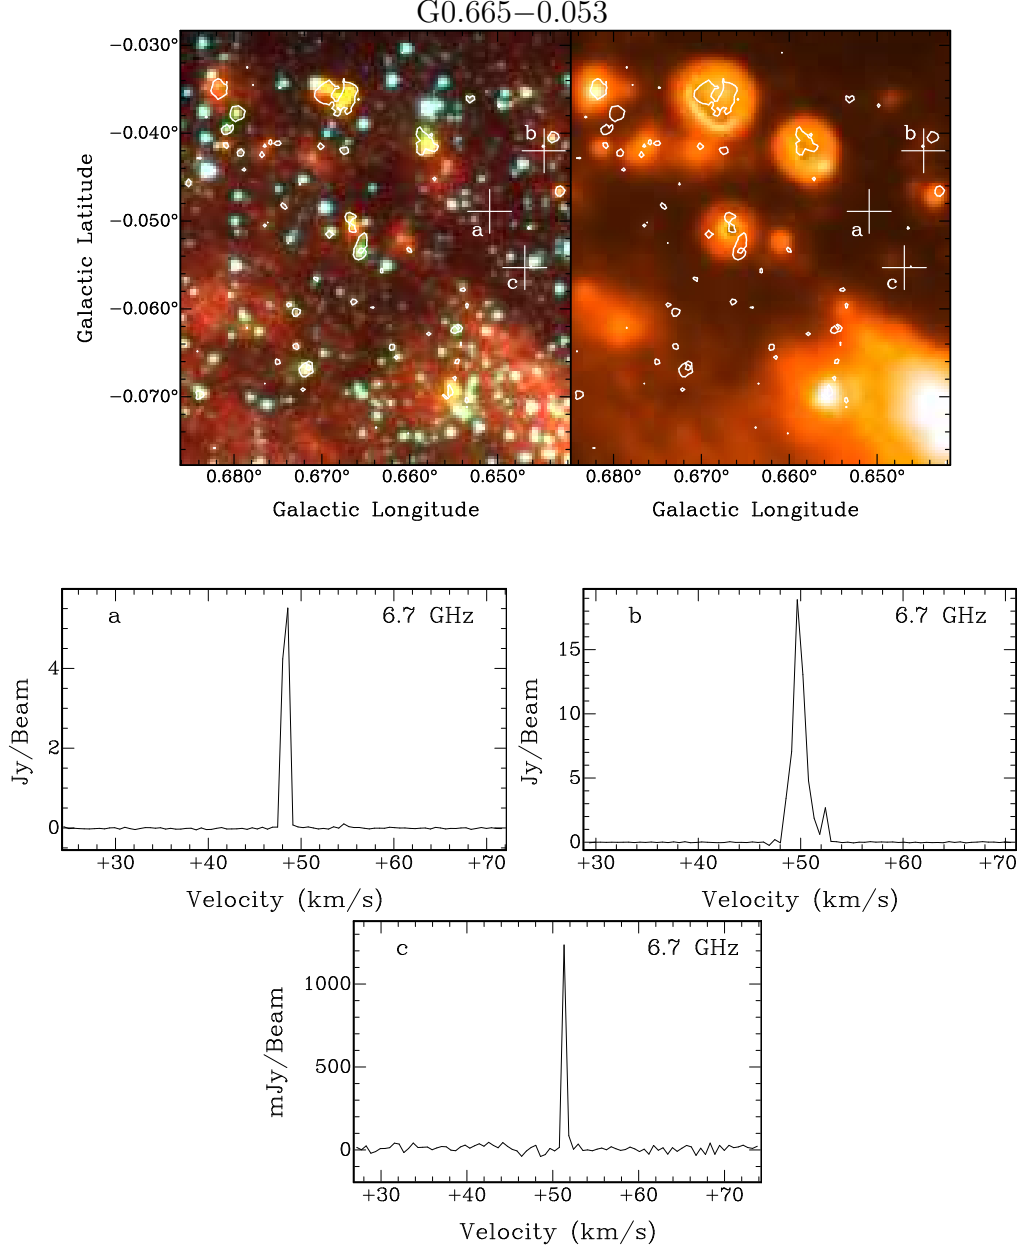 G0.665−0.053
Galactic Latitude
−0.030°
−0.040°
−0.050°
−0.060°
−0.070°
b
a
c
b
a
c
0.680° 0.670° 0.660° 0.650°
0.680° 0.670° 0.660° 0.650°
Galactic Longitude
Galactic Longitude
a 6.7 GHz
Jy/Beam
4
2
0
+30 +40 +50 +60 +70
Velocity (km/s)
b 6.7 GHz
Jy/Beam
15
10
5
0
+30 +40 +50 +60 +70
Velocity (km/s)
c 6.7 GHz
mJy/Beam
1000
500
0
+30 +40 +50 +60 +70
Velocity (km/s)